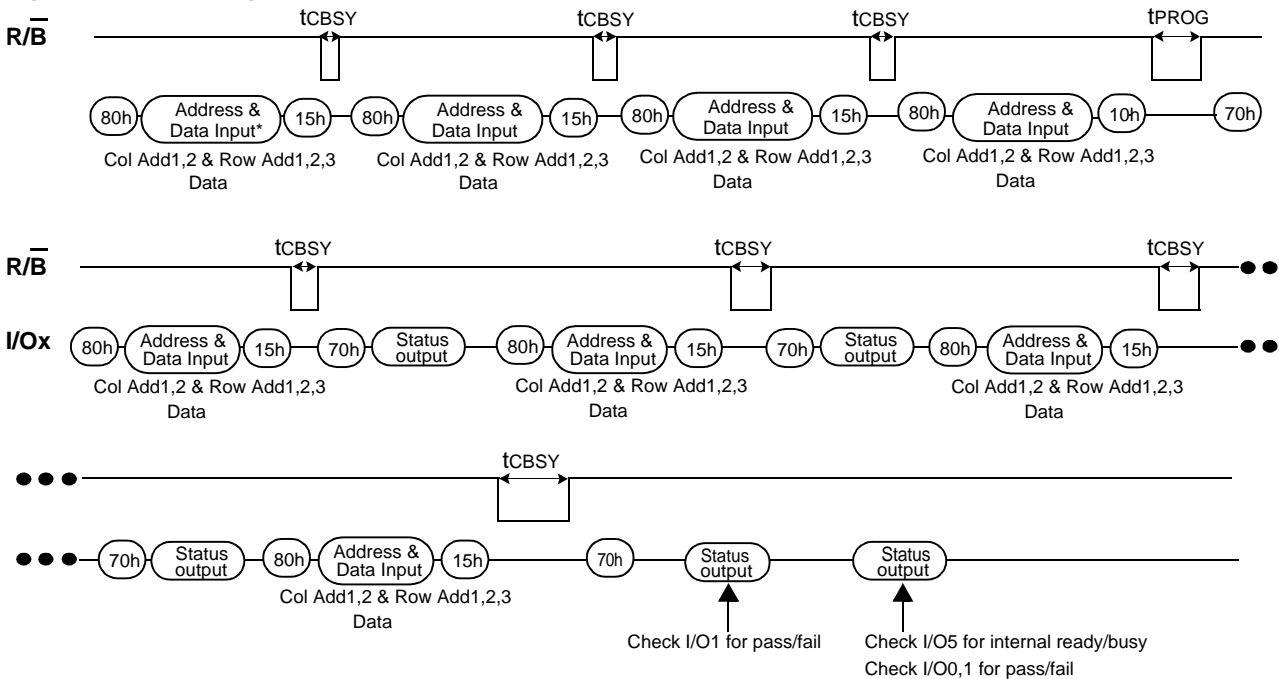 tCBSY tCBSY tCBSY tPROG
R/B
80h Address & Data Input* 15h 80h Address & Data Input 15h 80h Address & Data Input 15h 80h Address & Data Input 10h 70h
Col Add1,2 & Row Add1,2,3 Col Add1,2 & Row Add1,2,3 Col Add1,2 & Row Add1,2,3 Col Add1,2 & Row Add1,2,3
Data Data Data Data
tCBSY tCBSY tCBSY
R/B
I/Ox 80h Address & Data Input 15h 70h Status output 80h Address & Data Input 15h 70h Status output 80h Address & Data Input 15h
Col Add1,2 & Row Add1,2,3 Col Add1,2 & Row Add1,2,3 Col Add1,2 & Row Add1,2,3
Data Data Data
tCBSY
70h Status output 80h Address & Data Input 15h 70h Status output Status output
Col Add1,2 & Row Add1,2,3
Data
Check I/O1 for pass/fail Check I/O5 for internal ready/busy
Check I/O0,1 for pass/fail